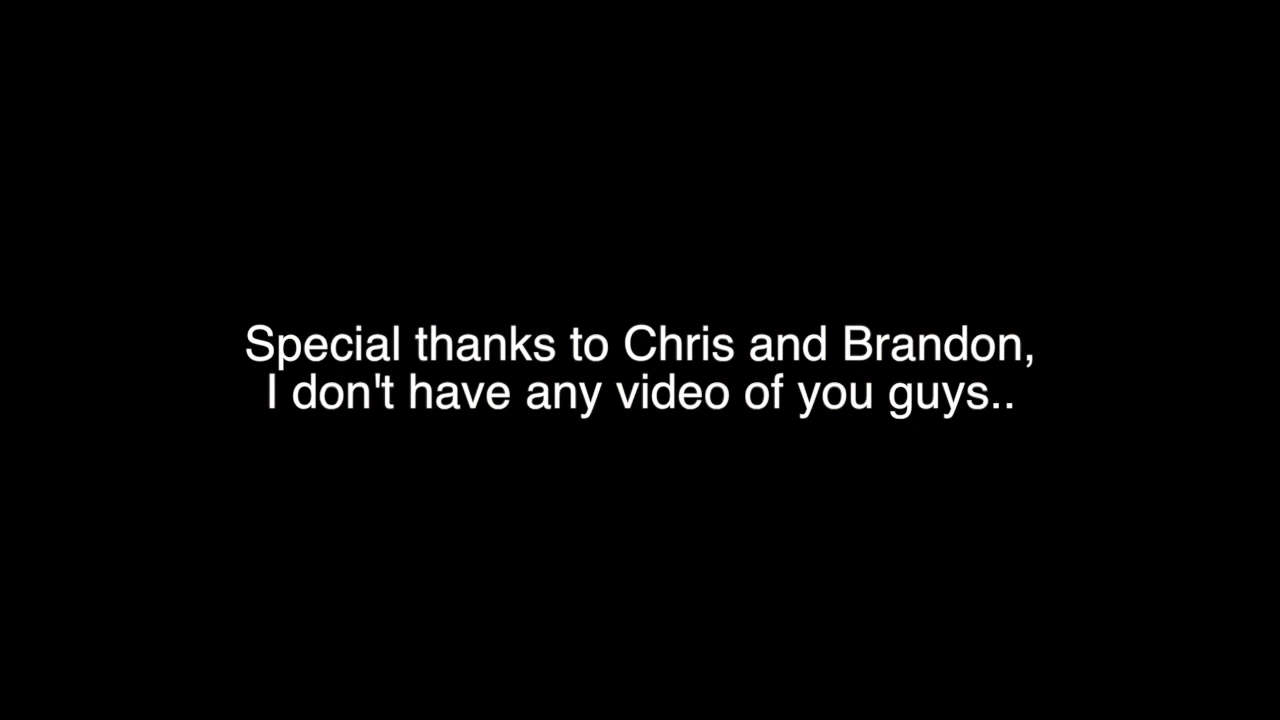 Special thanks to Chris and Brandon,
I don't have any video of you guys..